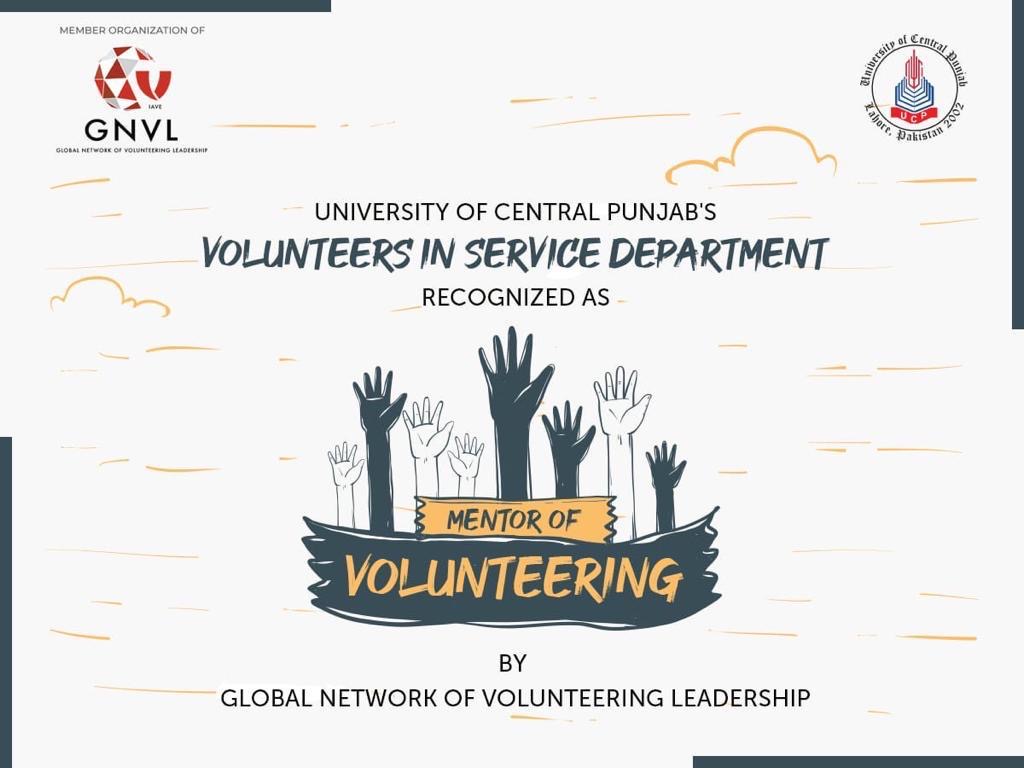 MEMBER ORGANIZATION OF
IAVE
GNVL
GLOBAL NETWORK OF VOLUNTEERING LEADERSHIP
University of Central Punjab
UCP
Lahore, Pakistan 2002
UNIVERSITY OF CENTRAL PUNJAB'S
VOLUNTEERS IN SERVICE DEPARTMENT
RECOGNIZED AS
MENTOR OF
VOLUNTEERING
BY
GLOBAL NETWORK OF VOLUNTEERING LEADERSHIP